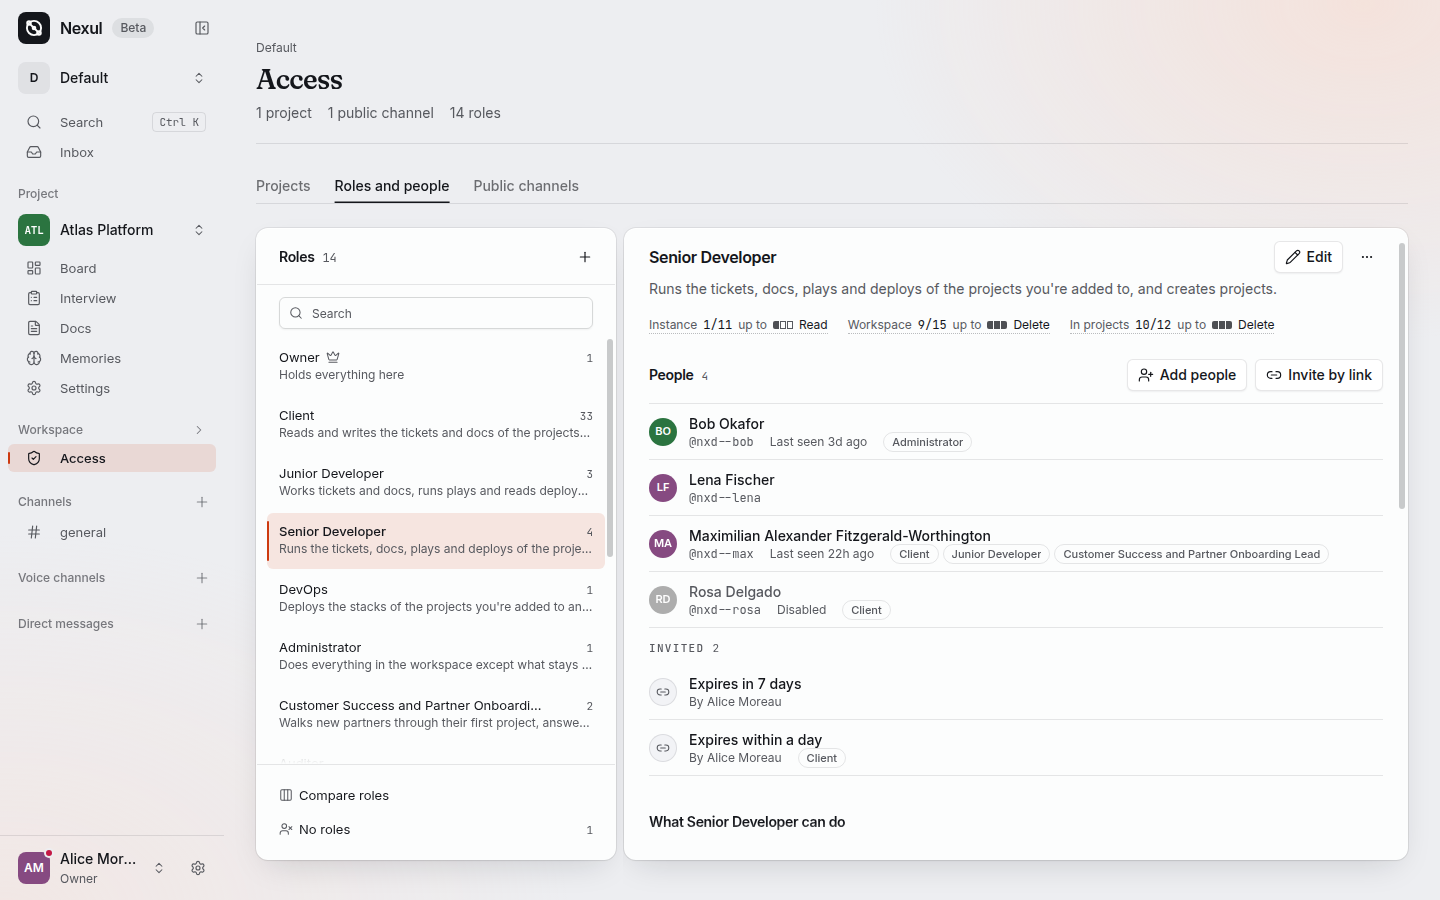 Nexul Beta
D Default
Search Ctrl K
Inbox
Project
ATL Atlas Platform
Board
Interview
Docs
Memories
Settings
Workspace
Access
Channels
general
Voice channels
Direct messages
AM Alice Mor...
Owner
Default
Access
1 project 1 public channel 14 roles
Projects Roles and people Public channels
Roles 14
Search
Owner 1
Holds everything here
Client 33
Reads and writes the tickets and docs of the projects...
Junior Developer 3
Works tickets and docs, runs plays and reads deploy...
Senior Developer 4
Runs the tickets, docs, plays and deploys of the proje...
DevOps 1
Deploys the stacks of the projects you're added to an...
Administrator 1
Does everything in the workspace except what stays ...
Customer Success and Partner Onboardi... 2
Walks new partners through their first project, answe...
Compare roles
No roles 1
Senior Developer Edit
Runs the tickets, docs, plays and deploys of the projects you're added to, and creates projects.
Instance 1/11 up to Read Workspace 9/15 up to Delete In projects 10/12 up to Delete
People 4 Add people Invite by link
BO Bob Okafor
@nxd--bob Last seen 3d ago Administrator
LF Lena Fischer
@nxd--lena
MA Maximilian Alexander Fitzgerald-Worthington
@nxd--max Last seen 22h ago Client Junior Developer Customer Success and Partner Onboarding Lead
RD Rosa Delgado
@nxd--rosa Disabled Client
INVITED 2
Expires in 7 days
By Alice Moreau
Expires within a day
By Alice Moreau Client
What Senior Developer can do